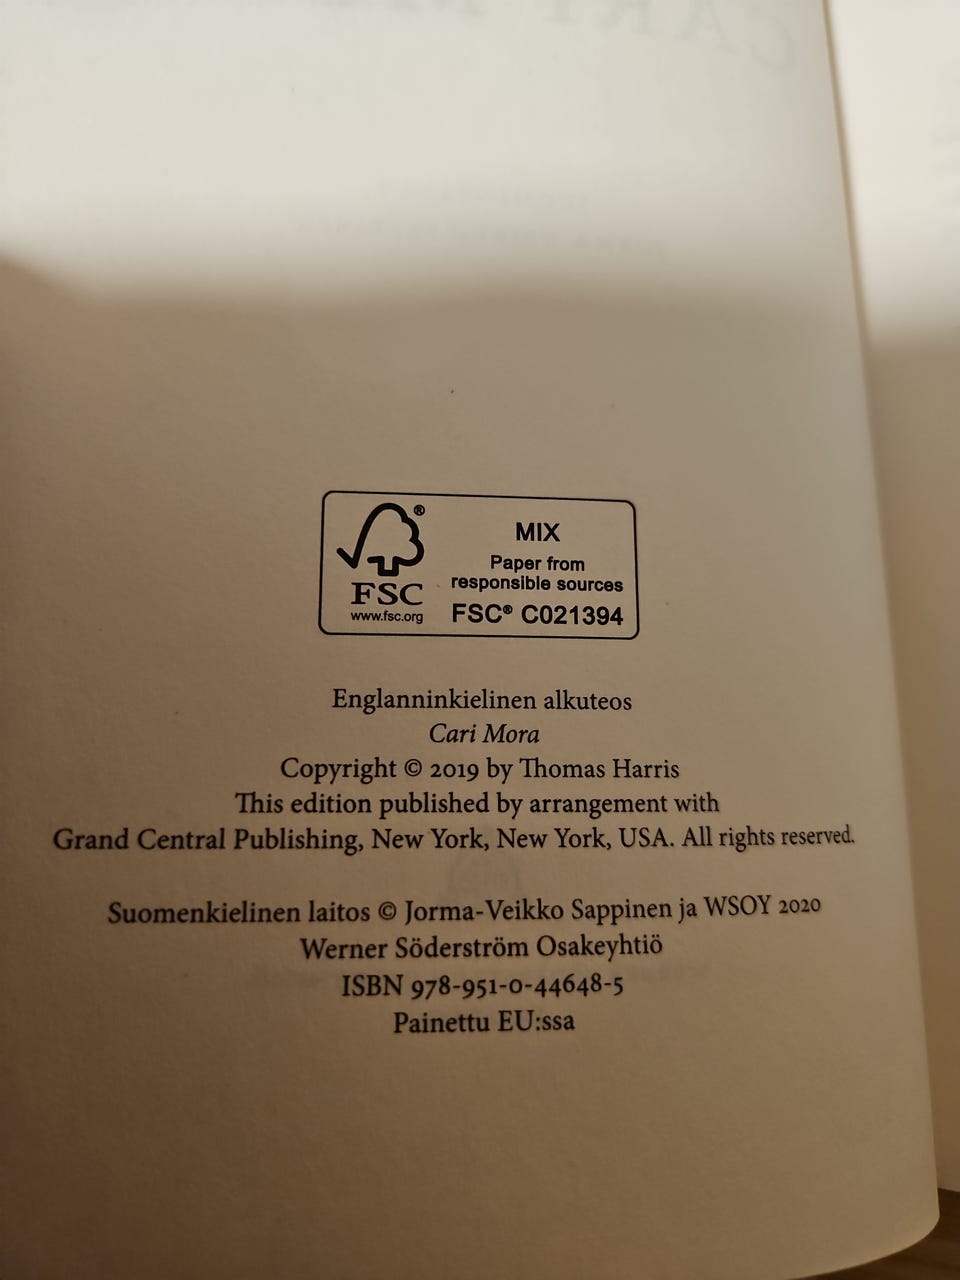 MIX
Paper from
responsible sources
FSC® C021394
®
FSC
www.fsc.org
Englanninkielinen alkuteos
Cari Mora
Copyright © 2019 by Thomas Harris
This edition published by arrangement with
Grand Central Publishing, New York, New York, USA. All rights reserved.
Suomenkielinen laitos © Jorma-Veikko Sappinen ja WSOY 2020
Werner Söderström Osakeyhtiö
ISBN 978-951-0-44648-5
Painettu EU:ssa